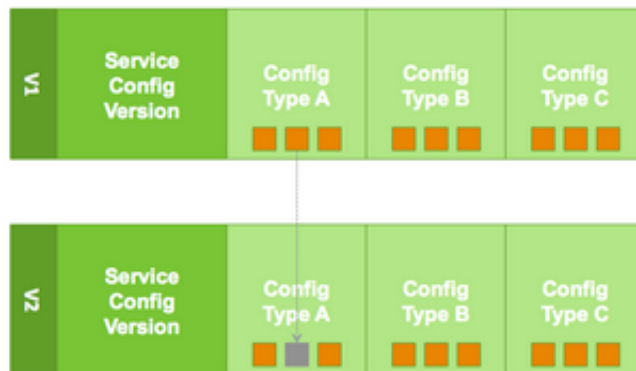 V1
Service
Config
Version
Config
Type A
Config
Type B
Config
Type C
V2
Service
Config
Version
Config
Type A
Config
Type B
Config
Type C